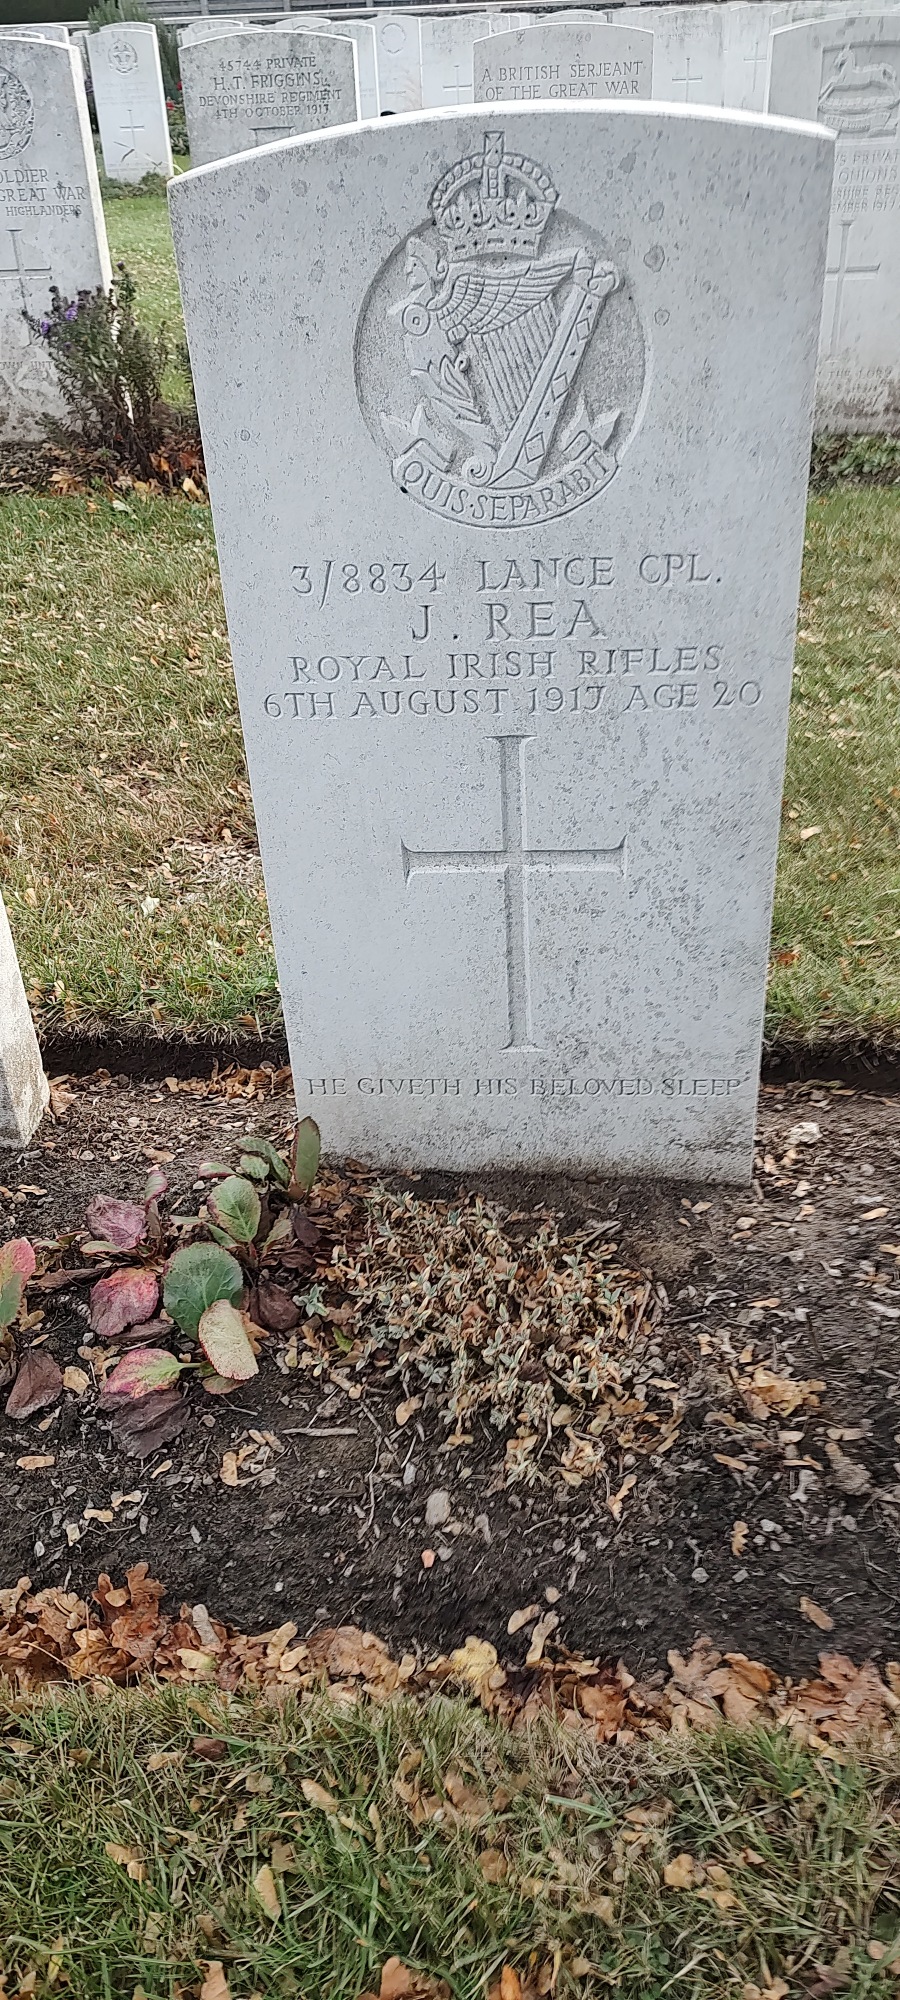 45744 PRIVATE
H.T. FRIGGINS
DEVONSHIRE REGIMENT
4TH OCTOBER 1917
A BRITISH SERJEANT
OF THE GREAT WAR
OLDIER
GREAT WAR
HIGHLANDERS
PRIVATE
ONIONS
QUIS·SEPARABIT
3/8834 LANCE CPL.
J. REA
ROYAL IRISH RIFLES
6TH AUGUST 1917 AGE 20
HE GIVETH HIS BELOVED SLEEP